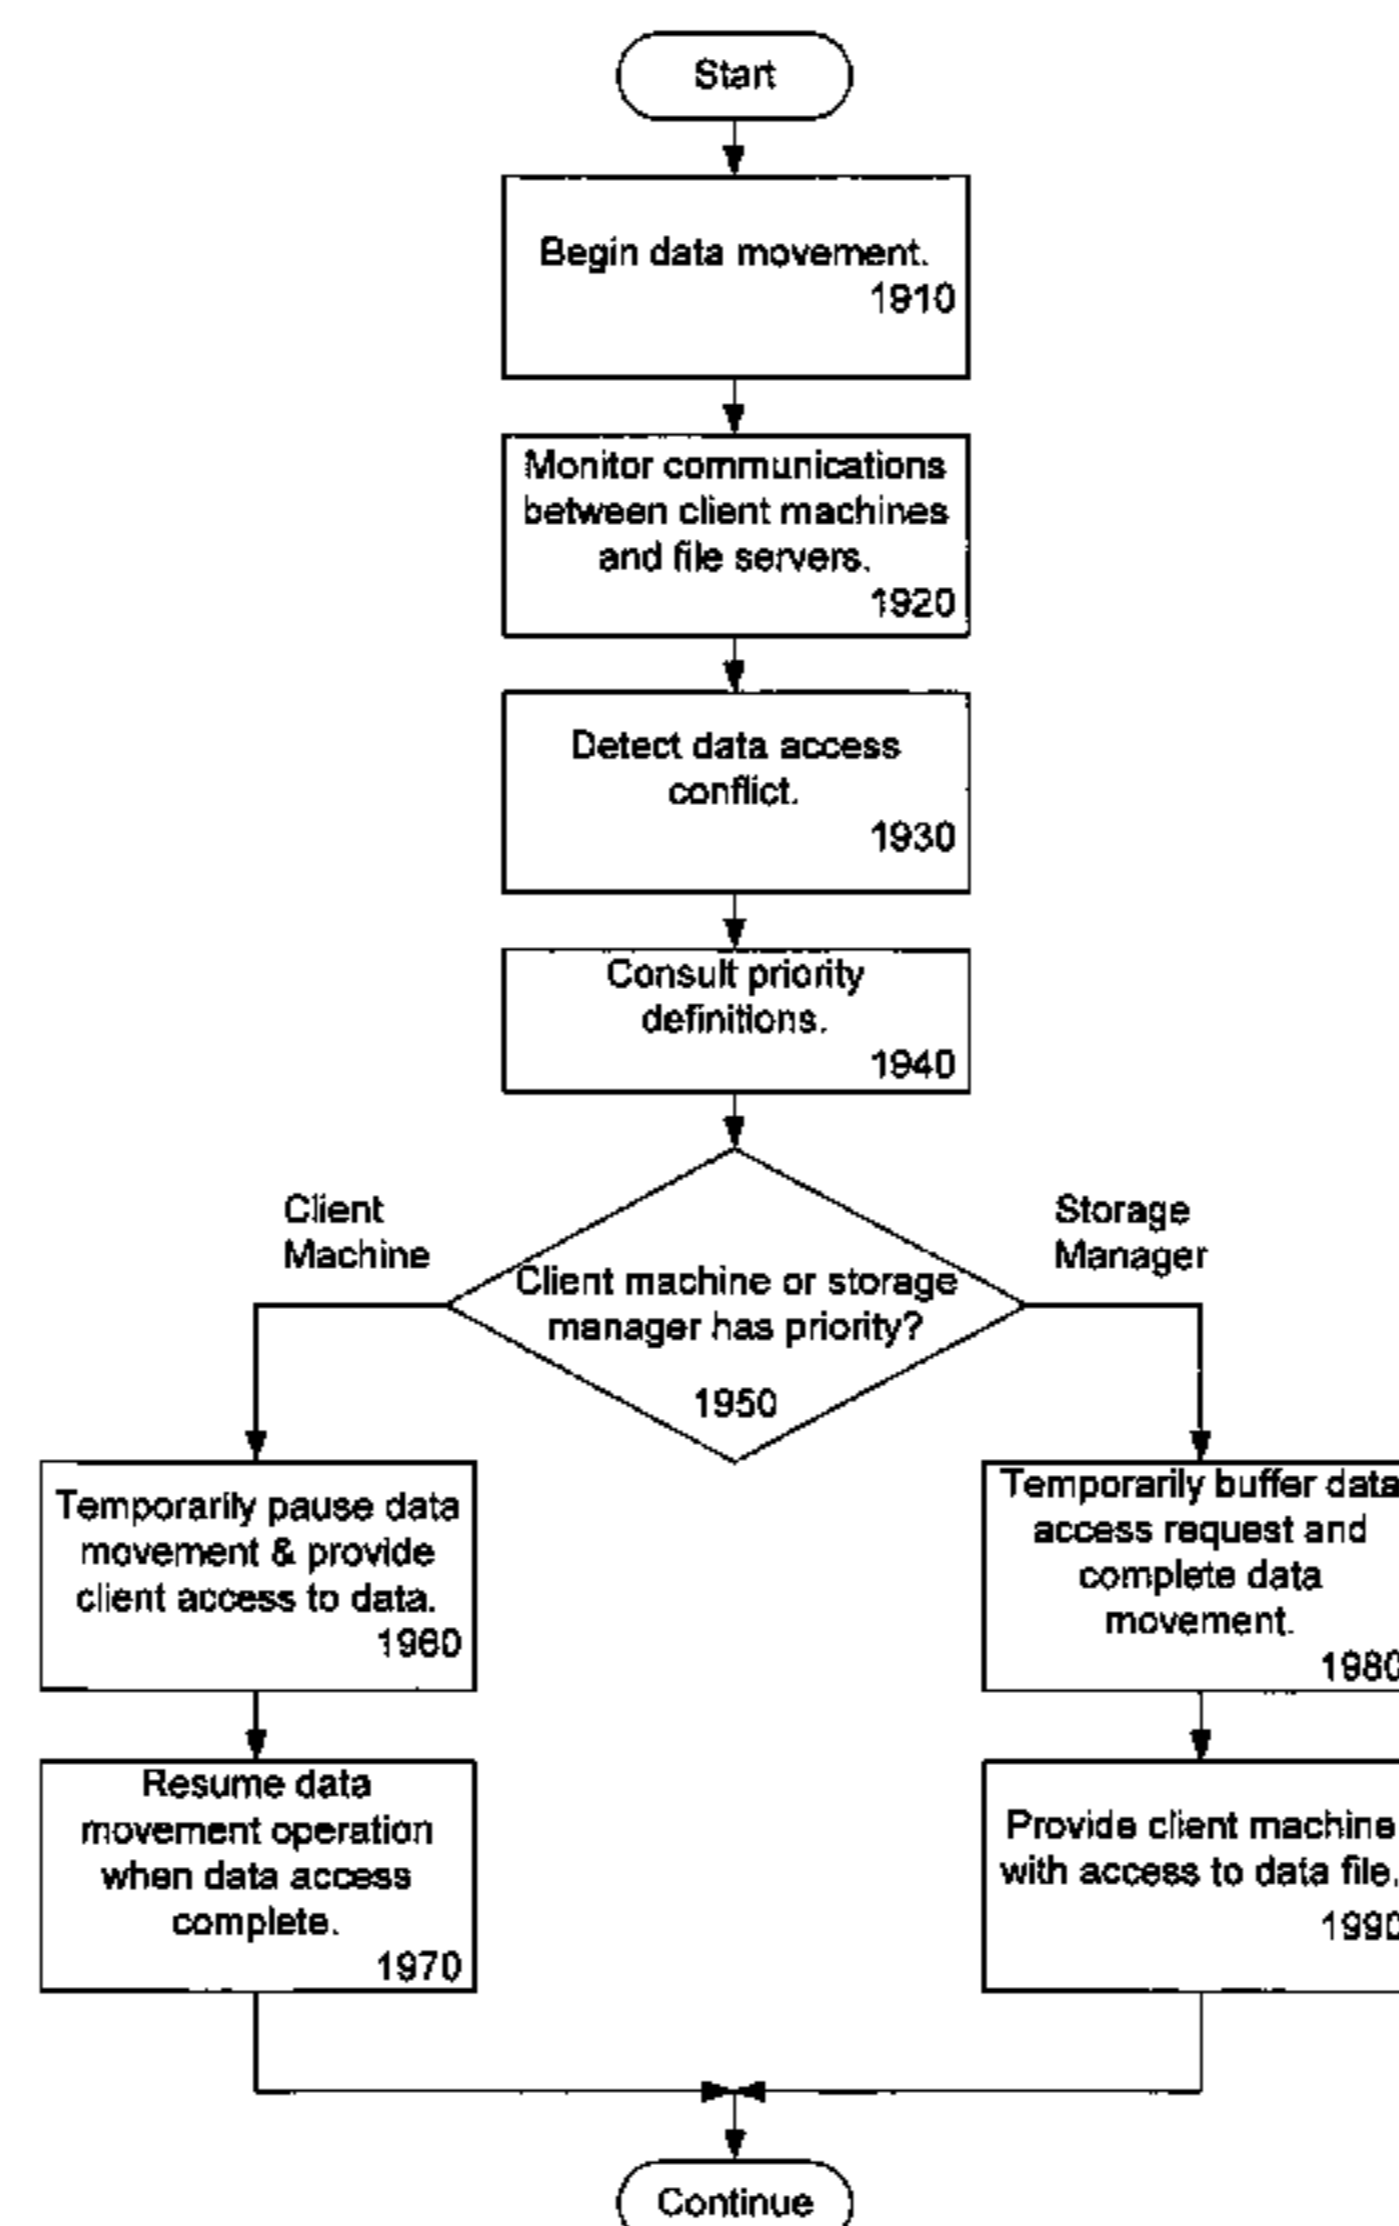 Start
Begin data movement.
1910
Monitor communications
between client machines
and file servers.
1920
Detect data access
conflict.
1930
Consult priority
definitions.
1940
Client
Machine
Storage
Manager
Client machine or storage
manager has priority?
1950
Temporarily pause data
movement & provide
client access to data.
1960
Temporarily buffer data
access request and
complete data
movement.
1980
Resume data
movement operation
when data access
complete.
1970
Provide client machine
with access to data file.
1990
Continue